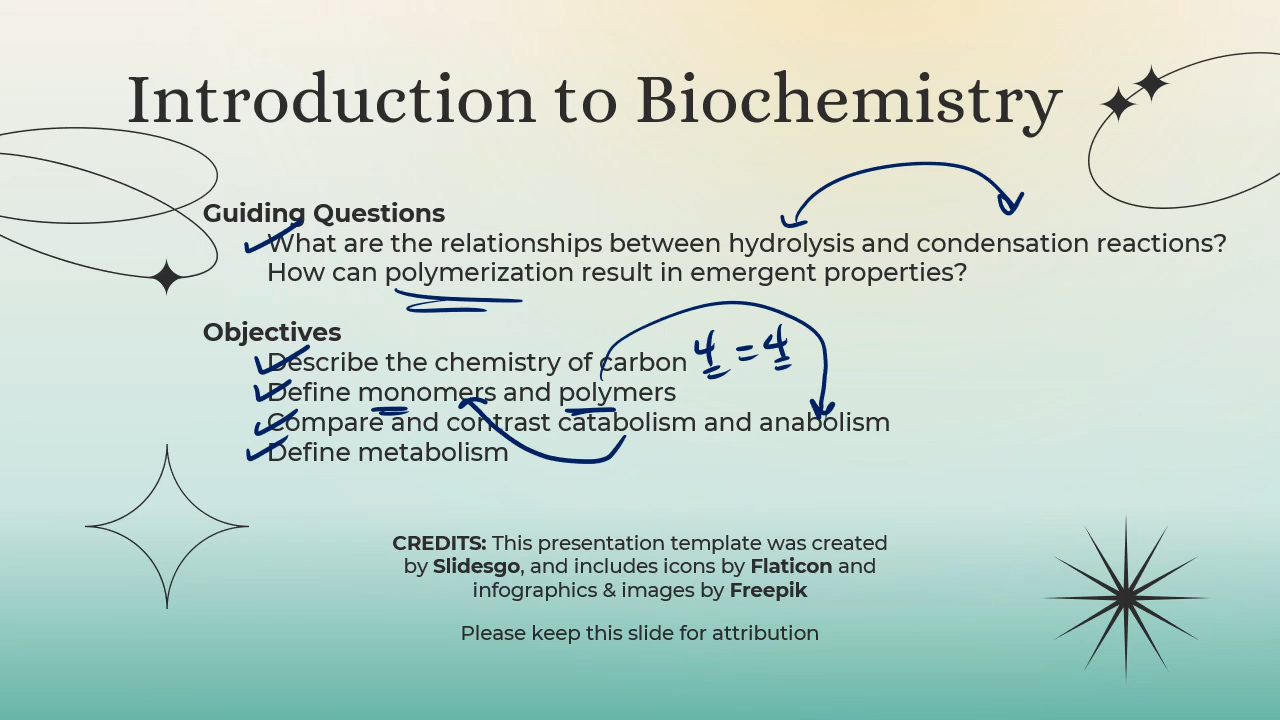 Introduction to Biochemistry
Guiding Questions
What are the relationships between hydrolysis and condensation reactions?
How can polymerization result in emergent properties?
Objectives
Describe the chemistry of carbon 4 = 4
Define monomers and polymers
Compare and contrast catabolism and anabolism
Define metabolism
CREDITS: This presentation template was created
by Slidesgo, and includes icons by Flaticon and
infographics & images by Freepik
Please keep this slide for attribution